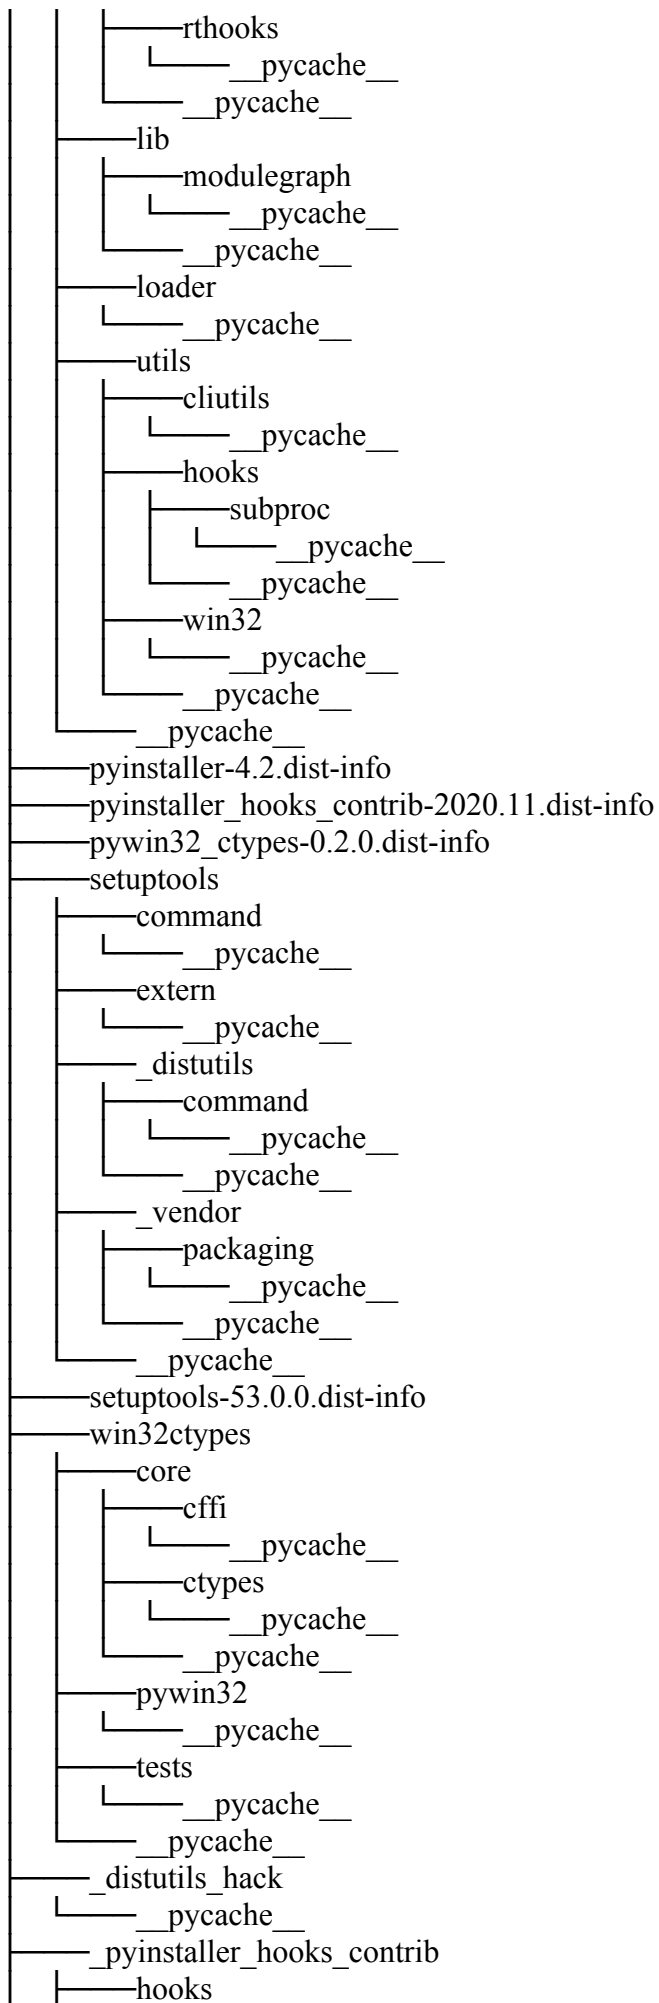 rthooks
__pycache__
__pycache__
lib
modulegraph
__pycache__
__pycache__
loader
__pycache__
utils
cliutils
__pycache__
hooks
subproc
__pycache__
__pycache__
win32
__pycache__
__pycache__
__pycache__
pyinstaller-4.2.dist-info
pyinstaller_hooks_contrib-2020.11.dist-info
pywin32_ctypes-0.2.0.dist-info
setuptools
command
__pycache__
extern
__pycache__
_distutils
command
__pycache__
__pycache__
_vendor
packaging
__pycache__
__pycache__
__pycache__
setuptools-53.0.0.dist-info
win32ctypes
core
cffi
__pycache__
ctypes
__pycache__
__pycache__
pywin32
__pycache__
tests
__pycache__
__pycache__
_distutils_hack
__pycache__
_pyinstaller_hooks_contrib
hooks